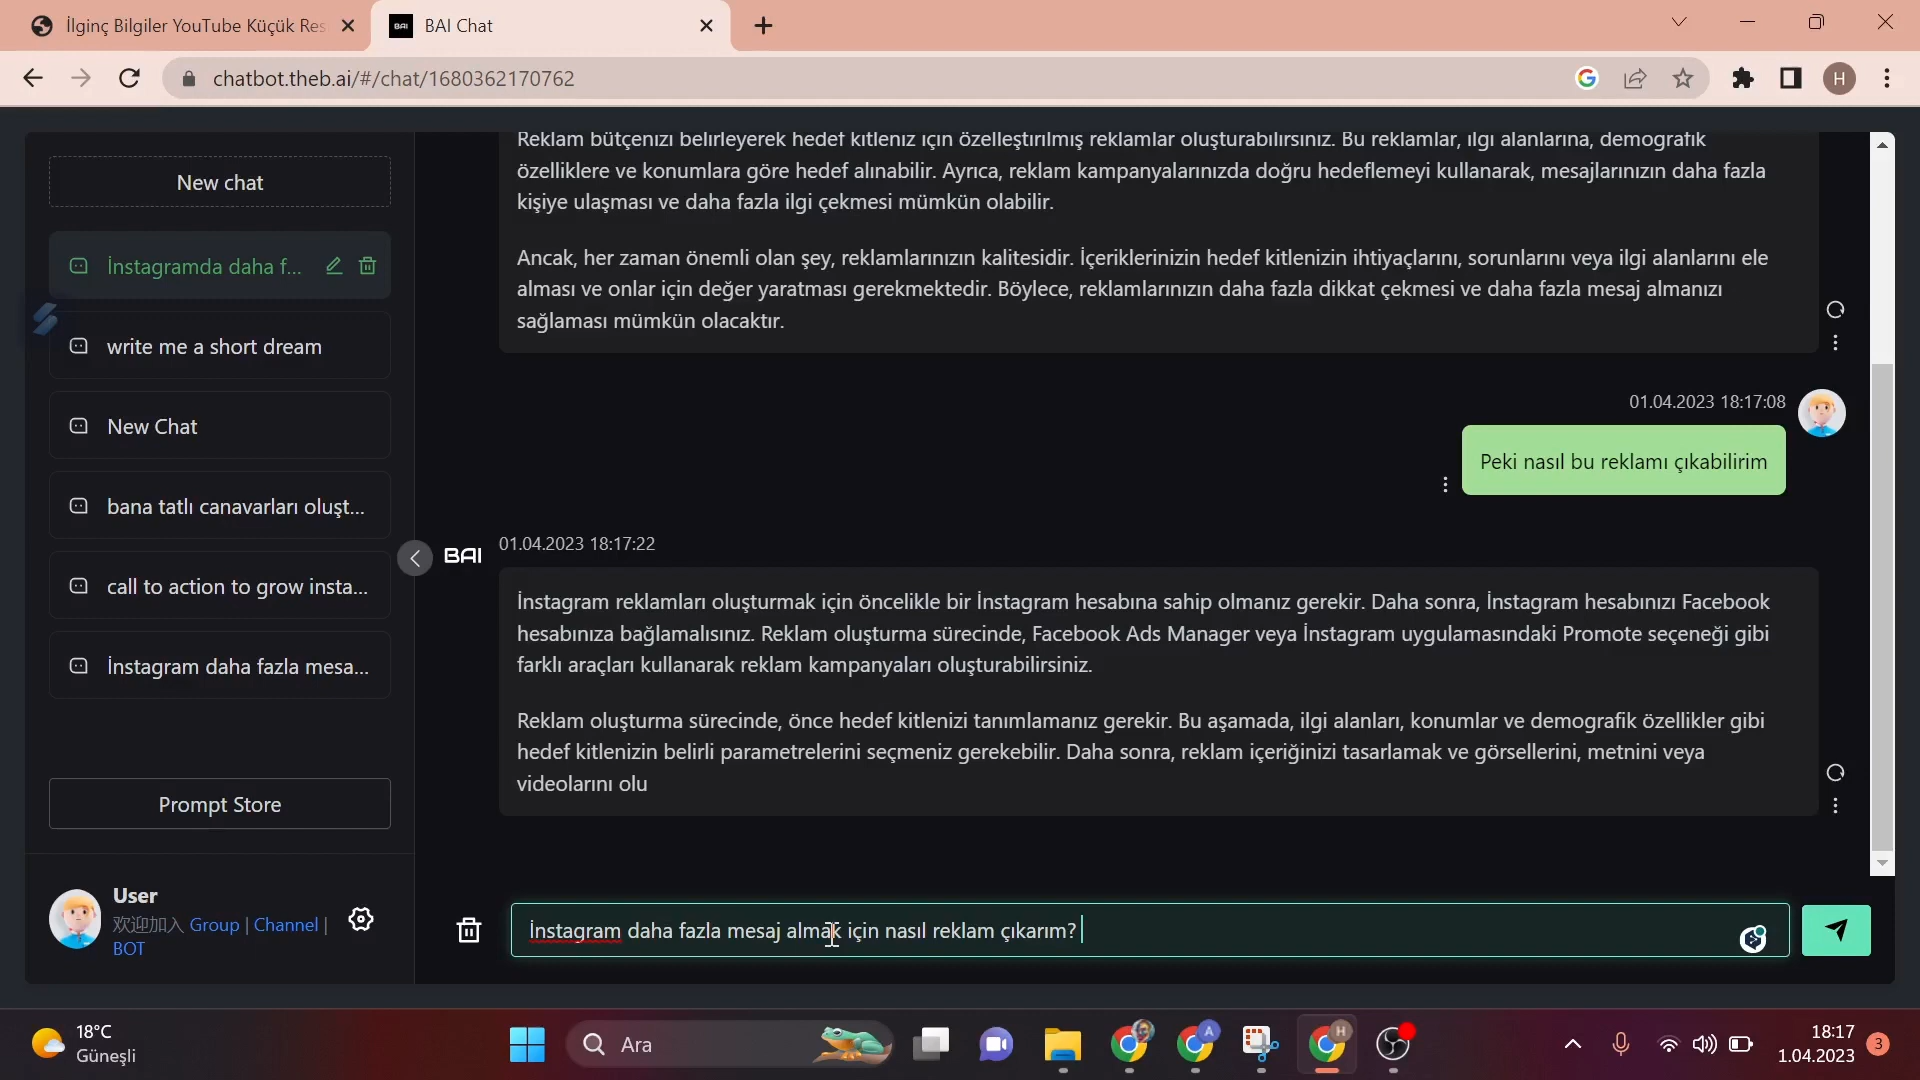 İlginç Bilgiler YouTube Küçük Res
BAI
BAI Chat
chatbot.theb.ai/#/chat/1680362170762
H
New chat
İnstagramda daha f...
write me a short dream
New Chat
bana tatlı canavarları oluşt...
call to action to grow insta...
İnstagram daha fazla mesa...
Prompt Store
User
欢迎加入 Group | Channel |
BOT
Reklam bütçenizi belirleyerek hedef kitleniz için özelleştirilmiş reklamlar oluşturabilirsiniz. Bu reklamlar, ilgi alanlarına, demografik
özelliklere ve konumlara göre hedef alınabilir. Ayrıca, reklam kampanyalarınızda doğru hedeflemeyi kullanarak, mesajlarınızın daha fazla
kişiye ulaşması ve daha fazla ilgi çekmesi mümkün olabilir.
Ancak, her zaman önemli olan şey, reklamlarınızın kalitesidir. İçeriklerinizin hedef kitlenizin ihtiyaçlarını, sorunlarını veya ilgi alanlarını ele
alması ve onlar için değer yaratması gerekmektedir. Böylece, reklamlarınızın daha fazla dikkat çekmesi ve daha fazla mesaj almanızı
sağlaması mümkün olacaktır.
01.04.2023 18:17:08
Peki nasıl bu reklamı çıkabilirim
BAI
01.04.2023 18:17:22
İnstagram reklamları oluşturmak için öncelikle bir İnstagram hesabına sahip olmanız gerekir. Daha sonra, İnstagram hesabınızı Facebook
hesabınıza bağlamalısınız. Reklam oluşturma sürecinde, Facebook Ads Manager veya İnstagram uygulamasındaki Promote seçeneği gibi
farklı araçları kullanarak reklam kampanyaları oluşturabilirsiniz.
Reklam oluşturma sürecinde, önce hedef kitlenizi tanımlamanız gerekir. Bu aşamada, ilgi alanları, konumlar ve demografik özellikler gibi
hedef kitlenizin belirli parametrelerini seçmeniz gerekebilir. Daha sonra, reklam içeriğinizi tasarlamak ve görsellerini, metnini veya
videolarını olu
İnstagram daha fazla mesaj almak için nasıl reklam çıkarım?
18°C
Güneşli
Ara
A
H
18:17
1.04.2023
3